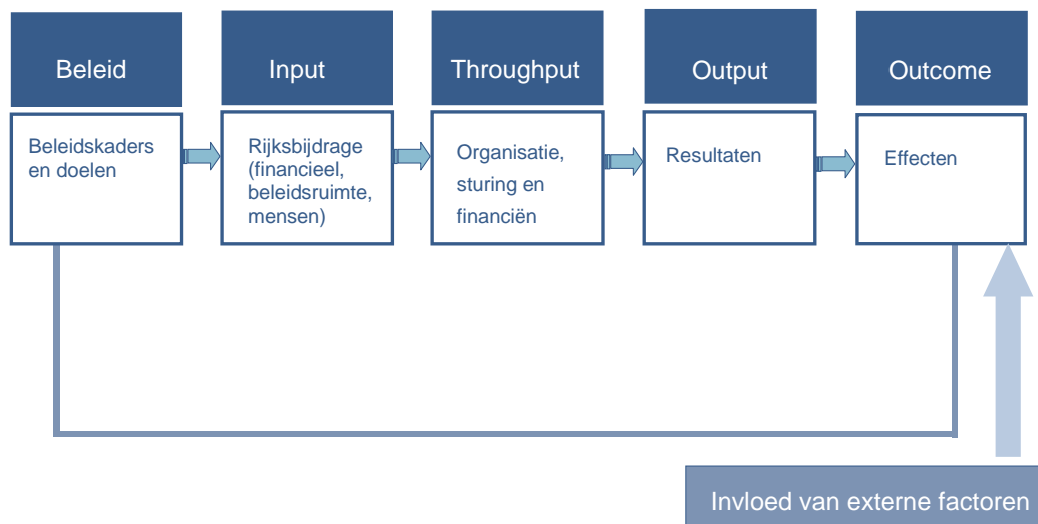 Beleid
Beleidskaders
en doelen
Input
Rijksbijdrage
(financieel,
beleidsruimte,
mensen)
Throughput
Organisatie,
sturing en
financiën
Output
Resultaten
Outcome
Effecten
Invloed van externe factoren